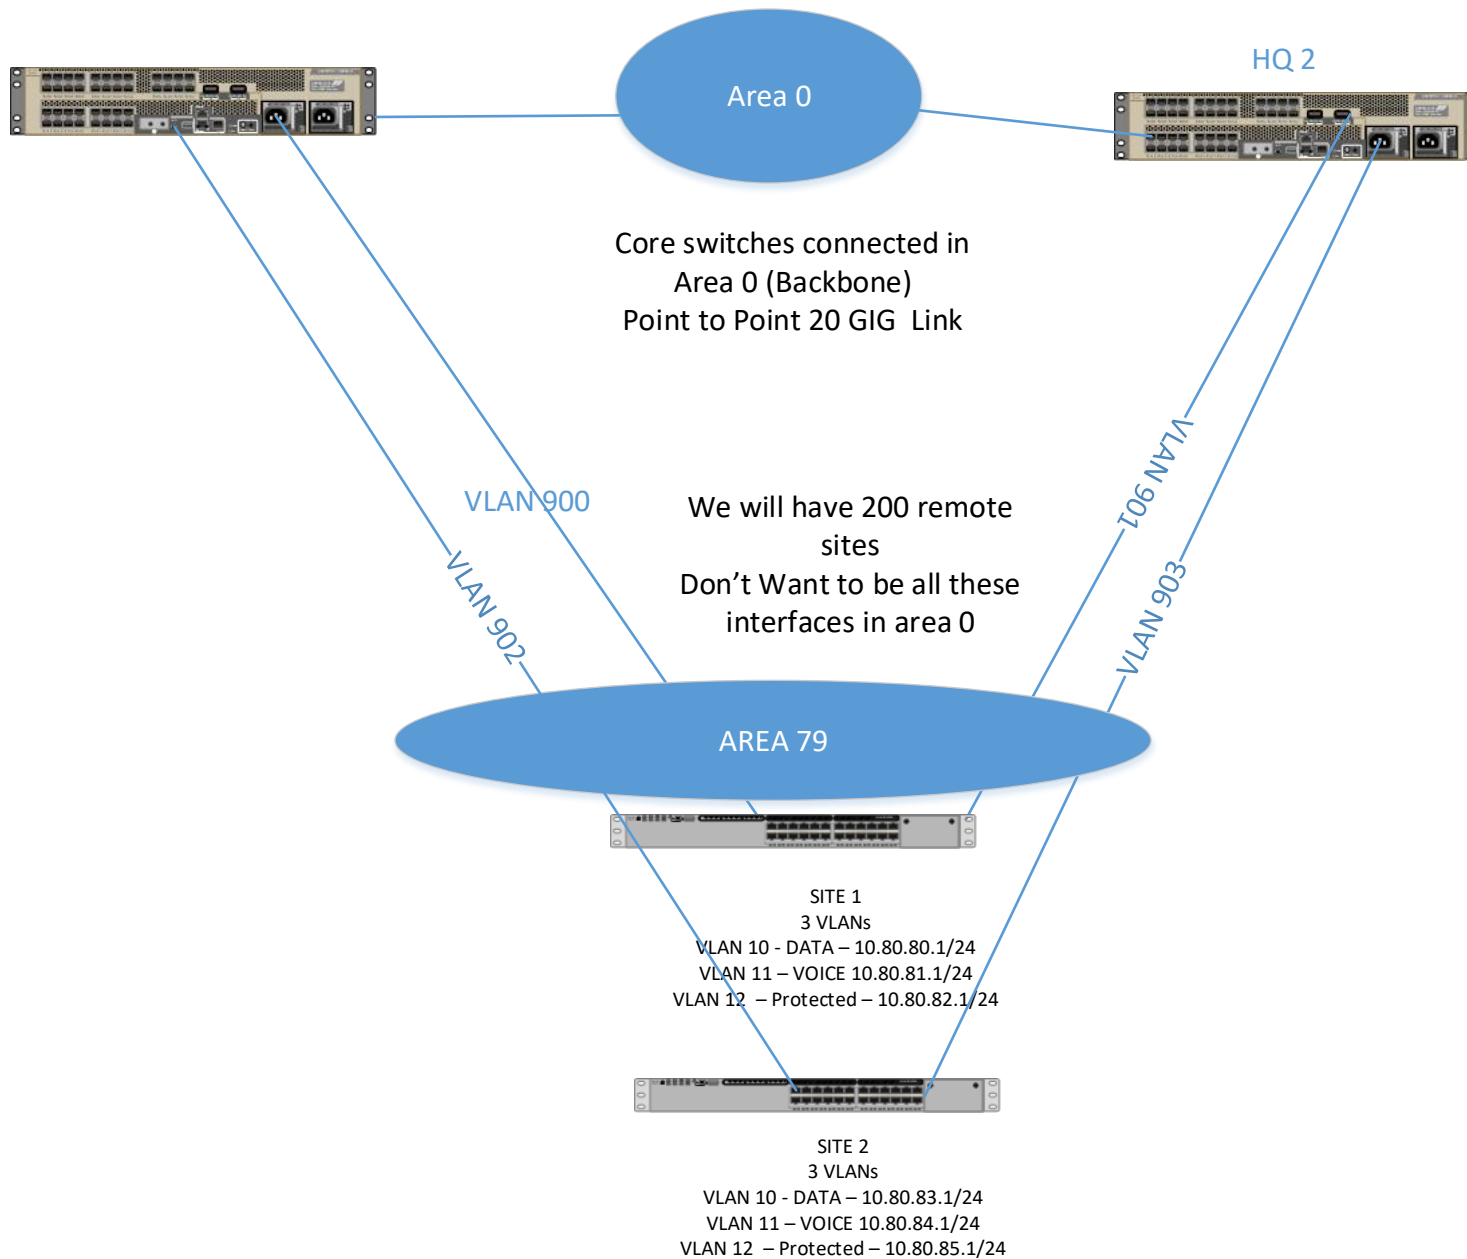 HQ 2
Area 0
Core switches connected in
Area 0 (Backbone)
Point to Point 20 GIG Link
VLAN 900
VLAN 901
We will have 200 remote
sites
Don’t Want to be all these
interfaces in area 0
VLAN 902
VLAN 903
AREA 79
SITE 1
3 VLANs
VLAN 10 - DATA – 10.80.80.1/24
VLAN 11 – VOICE 10.80.81.1/24
VLAN 12 – Protected – 10.80.82.1/24
SITE 2
3 VLANs
VLAN 10 - DATA – 10.80.83.1/24
VLAN 11 – VOICE 10.80.84.1/24
VLAN 12 – Protected – 10.80.85.1/24